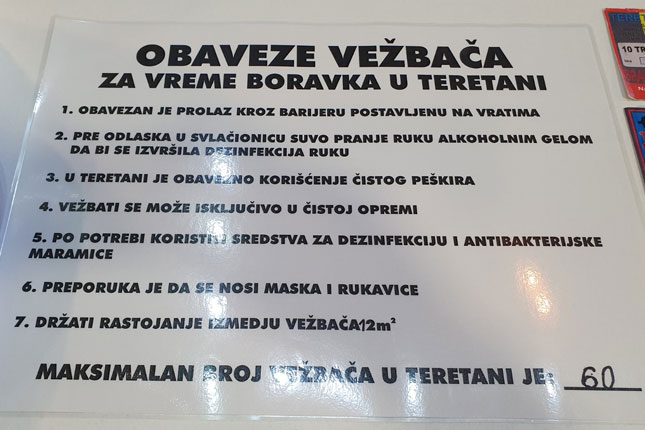 OBAVEZE VEŽBAČA
ZA VREME BORAVKA U TERETANI
1. OBAVEZAN JE PROLAZ KROZ BARIJERU POSTAVLJENU NA VRATIMA
2. PRE ODLASKA U SVLAČIONICU SUVO PRANJE RUKU ALKOHOLNIM GELOM
DA BI SE IZVRŠILA DEZINFEKCIJA RUKU
3. U TERETANI JE OBAVEZNO KORIŠĆENJE ČISTOG PEŠKIRA
4. VEŽBATI SE MOŽE ISKLJUČIVO U ČISTOJ OPREMI
5. PO POTREBI KORISTIVI SREDSTVA ZA DEZINFEKCIJU I ANTIBAKTERIJSKE
MARAMICE
6. PREPORUKA JE DA SE NOSI MASKA I RUKAVICE
7. DRŽATI RASTOJANJE IZMEDJU VEŽBAČA12m²
MAKSIMALAN BROJ VEŽBAČA U TERETANI JE: 60
10